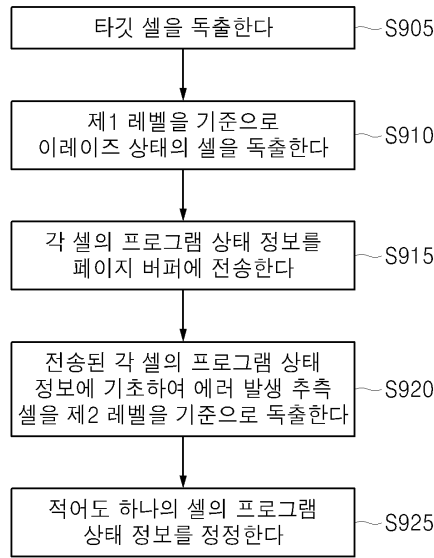 타깃 셀을 독출한다
S905
제1 레벨을 기준으로
이레이즈 상태의 셀을 독출한다
S910
각 셀의 프로그램 상태 정보를
페이지 버퍼에 전송한다
S915
전송된 각 셀의 프로그램 상태
정보에 기초하여 에러 발생 추측
셀을 제2 레벨을 기준으로 독출한다
S920
적어도 하나의 셀의 프로그램
상태 정보를 정정한다
S925